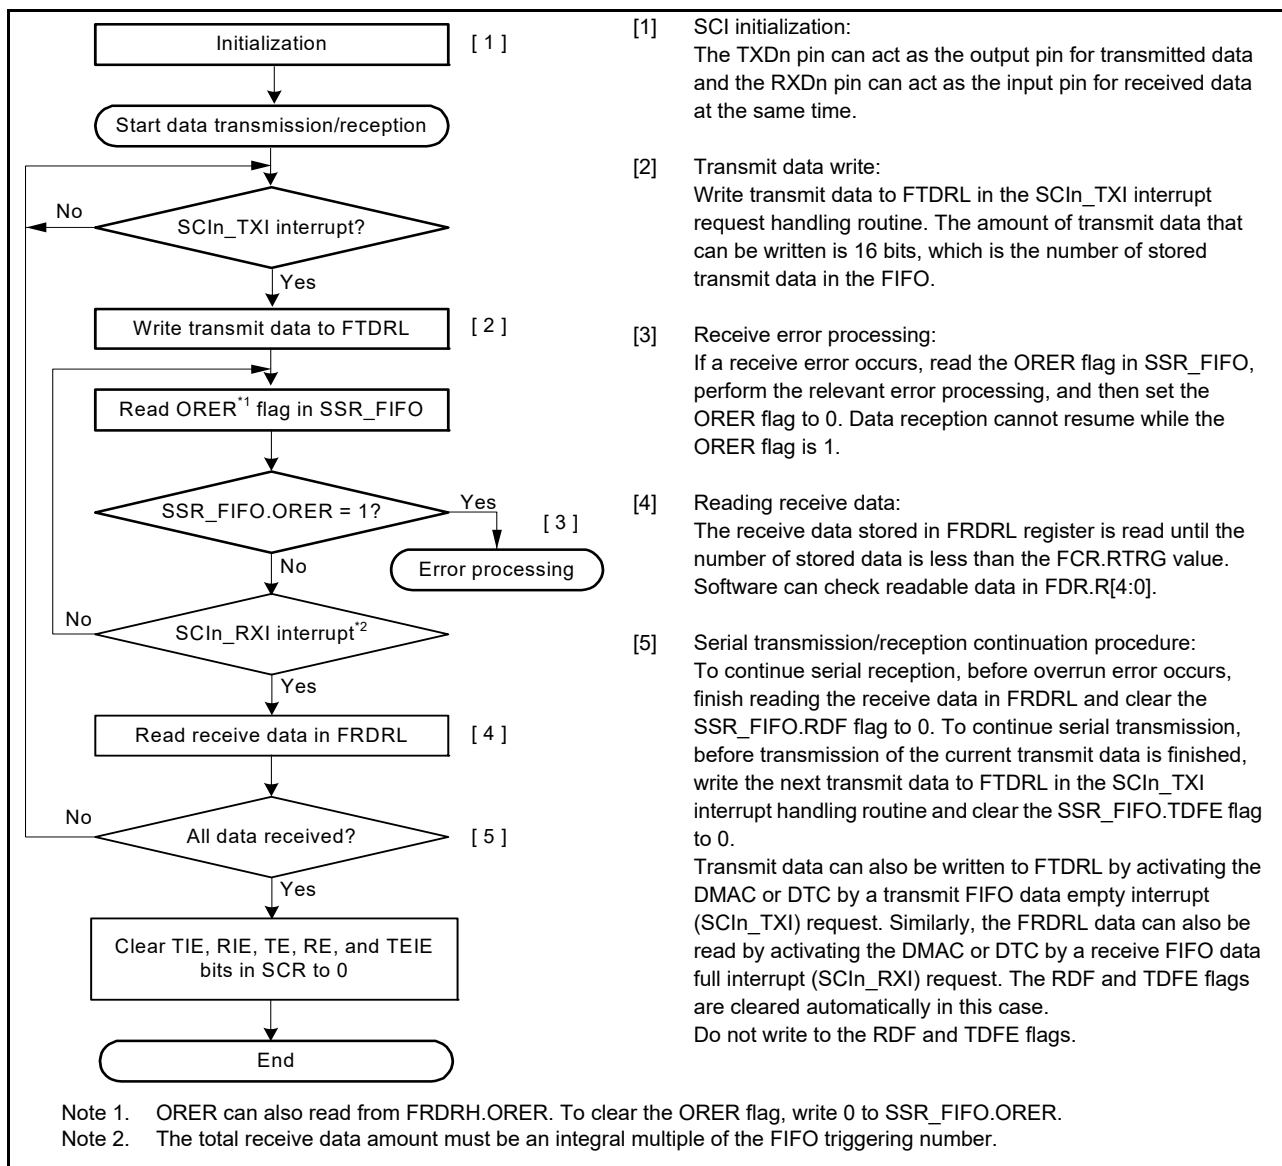 Initialization
[ 1 ]
Start data transmission/reception
No
SCIn_TXI interrupt?
Yes
Write transmit data to FTDRL
[ 2 ]
Read ORER*1 flag in SSR_FIFO
SSR_FIFO.ORER = 1?
Yes
[ 3 ]
Error processing
No
No
SCIn_RXI interrupt*2
Yes
Read receive data in FRDRL
[ 4 ]
No
All data received?
[ 5 ]
Yes
Clear TIE, RIE, TE, RE, and TEIE
bits in SCR to 0
End
[1] SCI initialization:
The TXDn pin can act as the output pin for transmitted data
and the RXDn pin can act as the input pin for received data
at the same time.
[2] Transmit data write:
Write transmit data to FTDRL in the SCIn_TXI interrupt
request handling routine. The amount of transmit data that
can be written is 16 bits, which is the number of stored
transmit data in the FIFO.
[3] Receive error processing:
If a receive error occurs, read the ORER flag in SSR_FIFO,
perform the relevant error processing, and then set the
ORER flag to 0. Data reception cannot resume while the
ORER flag is 1.
[4] Reading receive data:
The receive data stored in FRDRL register is read until the
number of stored data is less than the FCR.RTRG value.
Software can check readable data in FDR.R[4:0].
[5] Serial transmission/reception continuation procedure:
To continue serial reception, before overrun error occurs,
finish reading the receive data in FRDRL and clear the
SSR_FIFO.RDF flag to 0. To continue serial transmission,
before transmission of the current transmit data is finished,
write the next transmit data to FTDRL in the SCIn_TXI
interrupt handling routine and clear the SSR_FIFO.TDFE flag
to 0.
Transmit data can also be written to FTDRL by activating the
DMAC or DTC by a transmit FIFO data empty interrupt
(SCIn_TXI) request. Similarly, the FRDRL data can also be
read by activating the DMAC or DTC by a receive FIFO data
full interrupt (SCIn_RXI) request. The RDF and TDFE flags
are cleared automatically in this case.
Do not write to the RDF and TDFE flags.
Note 1. ORER can also read from FRDRH.ORER. To clear the ORER flag, write 0 to SSR_FIFO.ORER.
Note 2. The total receive data amount must be an integral multiple of the FIFO triggering number.